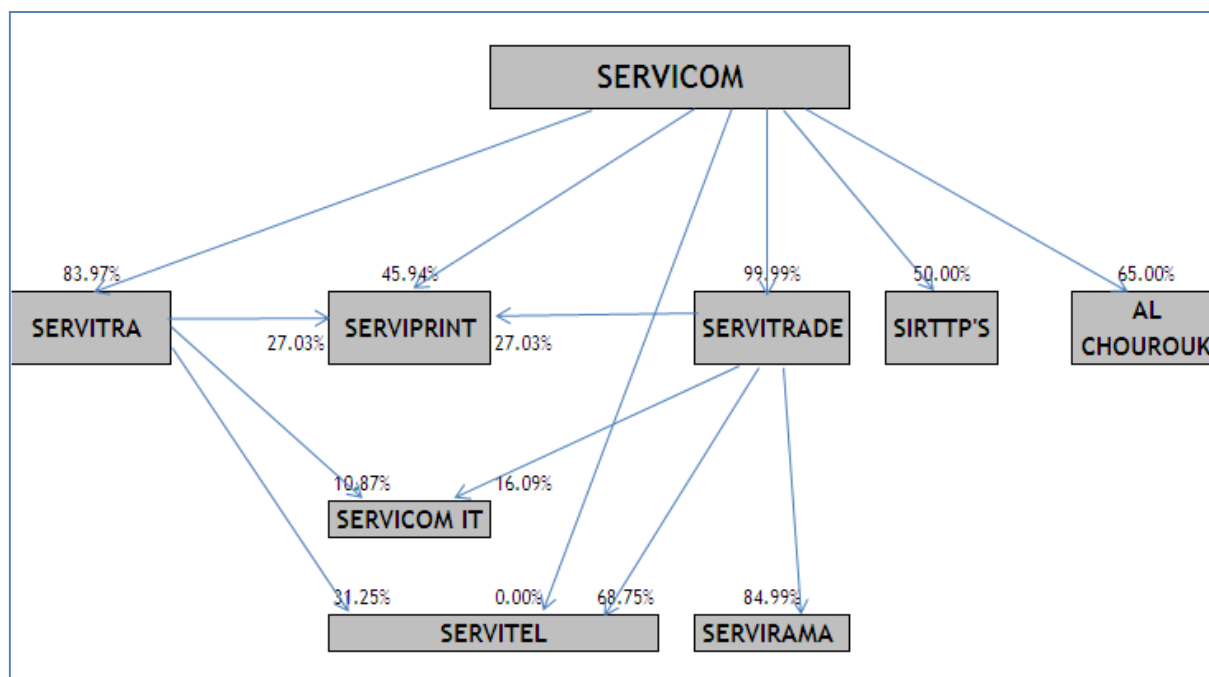 SERVICOM
83.97%
45.94%
99.99%
50.00%
65.00%
SERVITRA
SERVIPRINT
SERVITRADE
SIRTTP'S
AL
CHOUROUK
27.03%
27.03%
10.87%
16.09%
SERVICOM IT
31.25%
0.00%
68.75%
84.99%
SERVITEL
SERVIRAMA